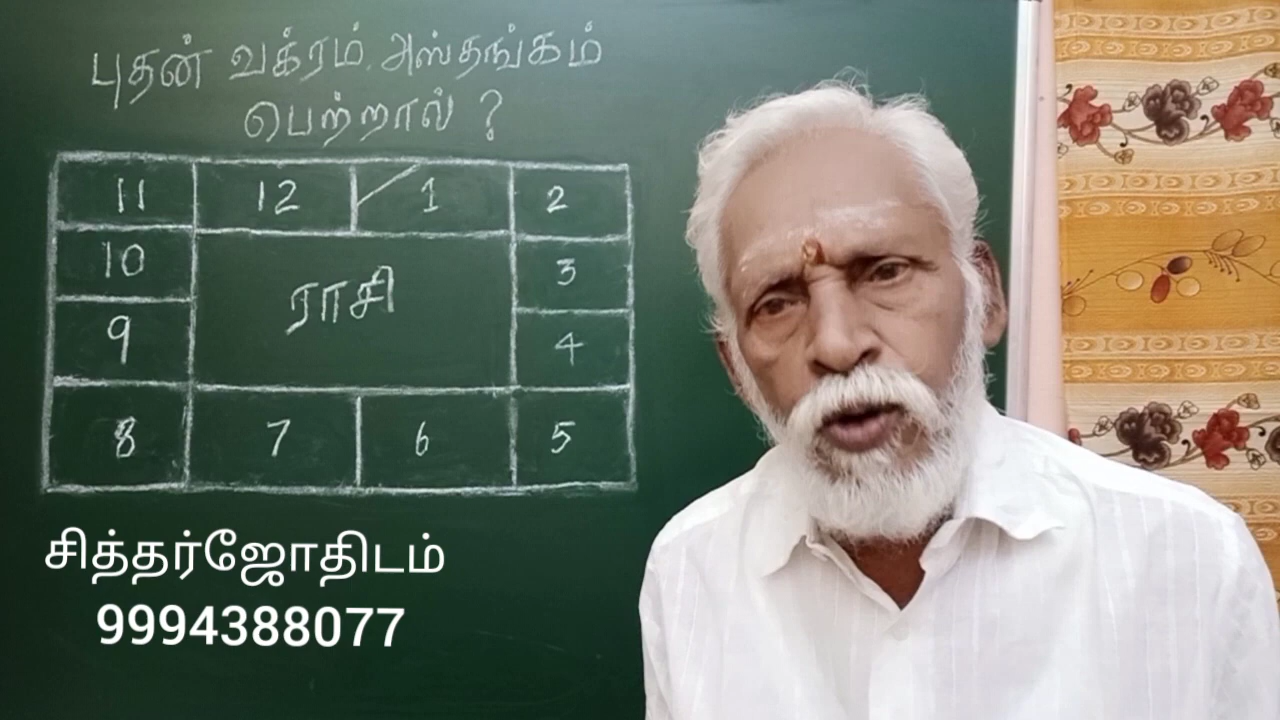 புதன் வக்ரம், அஸ்தங்கம்
பெற்றால் ?
11 12 1 2
10 3
ராசி
9 4
8 7 6 5
சித்தர்ஜோதிடம்
9994388077